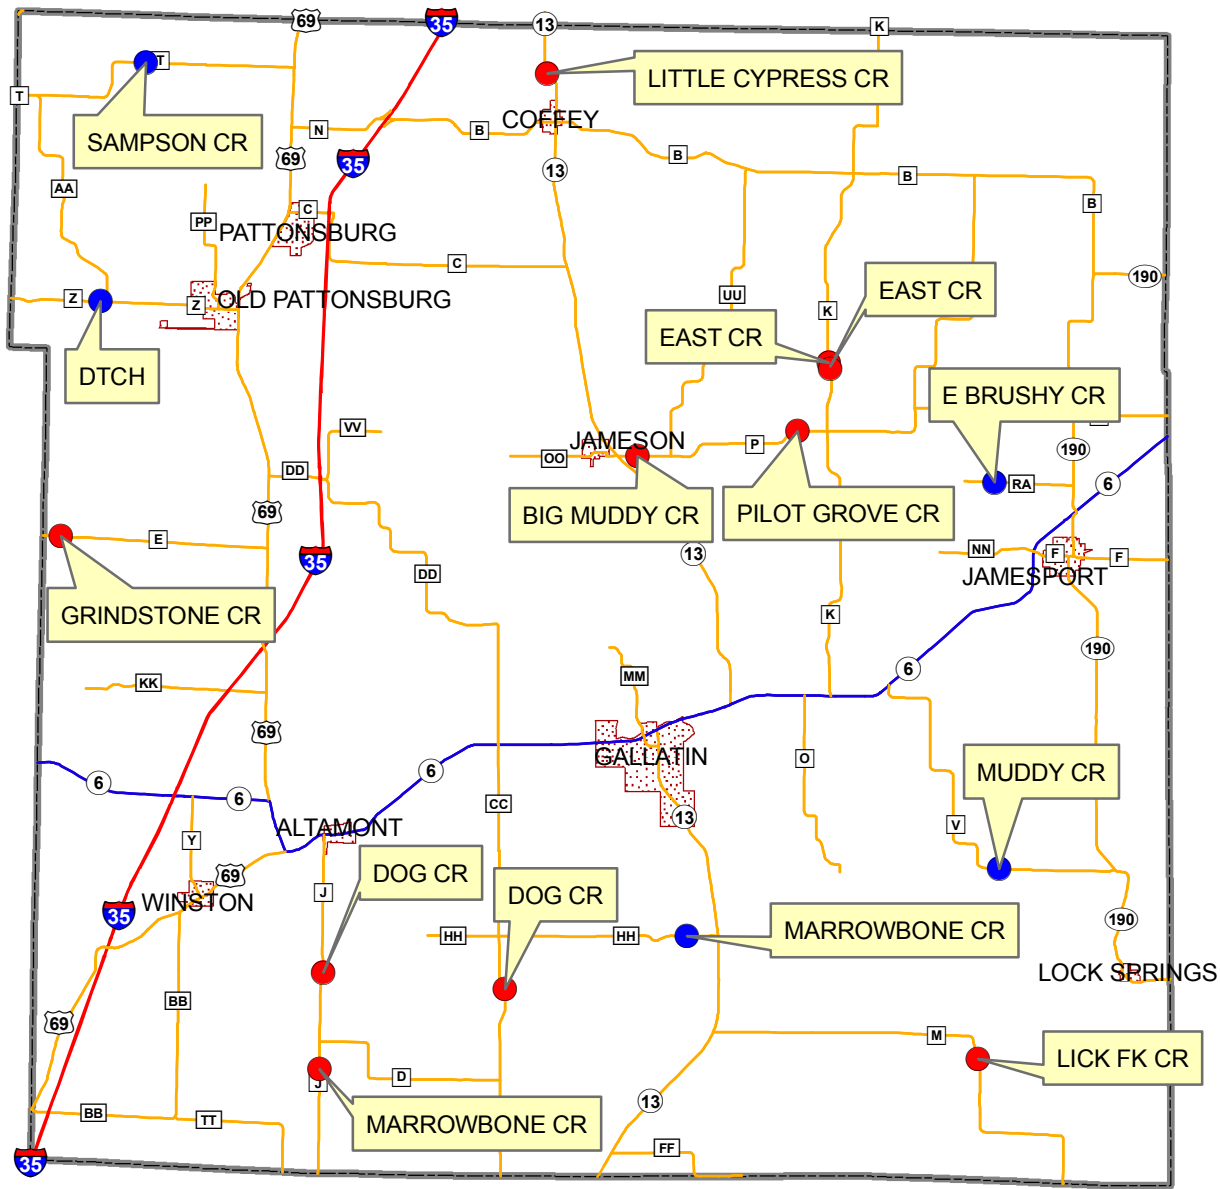 69
35
13
K
T
LITTLE CYPRESS CR
T
COFFEY
SAMPSON CR
N
B
69
35
13
B
B
AA
C
B
PP
PATTONSBURG
C
190
EAST CR
Z
Z
OLD PATTONSBURG
UU
K
EAST CR
DTCH
E BRUSHY CR
VV
JAMESON
P
OO
190
DD
6
RA
69
BIG MUDDY CR
PILOT GROVE CR
E
35
13
NN
F
F
DD
JAMESPORT
GRINDSTONE CR
K
190
6
KK
MM
69
GALLATIN
O
MUDDY CR
6
6
6
CC
13
ALTAMONT
V
Y
69
DOG CR
J
DOG CR
WINSTON
35
190
HH
HH
MARROWBONE CR
LOCK SPRINGS
BB
69
M
LICK FK CR
J
D
13
BB
TT
MARROWBONE CR
FF
35